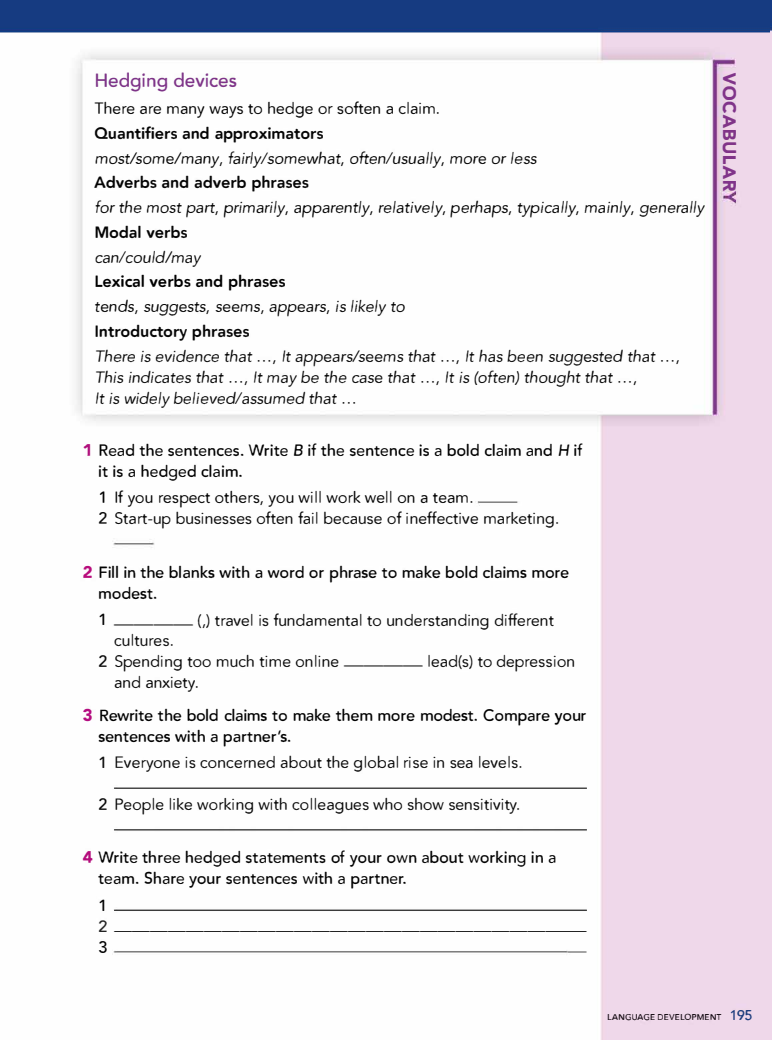 Hedging devices
There are many ways to hedge or soften a claim.
Quantifiers and approximators
most/some/many, fairly/somewhat, often/usually, more or less
Adverbs and adverb phrases
for the most part, primarily, apparently, relatively, perhaps, typically, mainly, generally
Modal verbs
can/could/may
Lexical verbs and phrases
tends, suggests, seems, appears, is likely to
Introductory phrases
There is evidence that …, It appears/seems that …, It has been suggested that …,
This indicates that …, It may be the case that …, It is (often) thought that …,
It is widely believed/assumed that …
VOCABULARY
1 Read the sentences. Write B if the sentence is a bold claim and H if
it is a hedged claim.
1 If you respect others, you will work well on a team. _____
2 Start-up businesses often fail because of ineffective marketing.
_____
2 Fill in the blanks with a word or phrase to make bold claims more
modest.
1 __________ (,) travel is fundamental to understanding different
cultures.
2 Spending too much time online __________ lead(s) to depression
and anxiety.
3 Rewrite the bold claims to make them more modest. Compare your
sentences with a partner's.
1 Everyone is concerned about the global rise in sea levels.
2 People like working with colleagues who show sensitivity.
4 Write three hedged statements of your own about working in a
team. Share your sentences with a partner.
1
2
3
LANGUAGE DEVELOPMENT 195